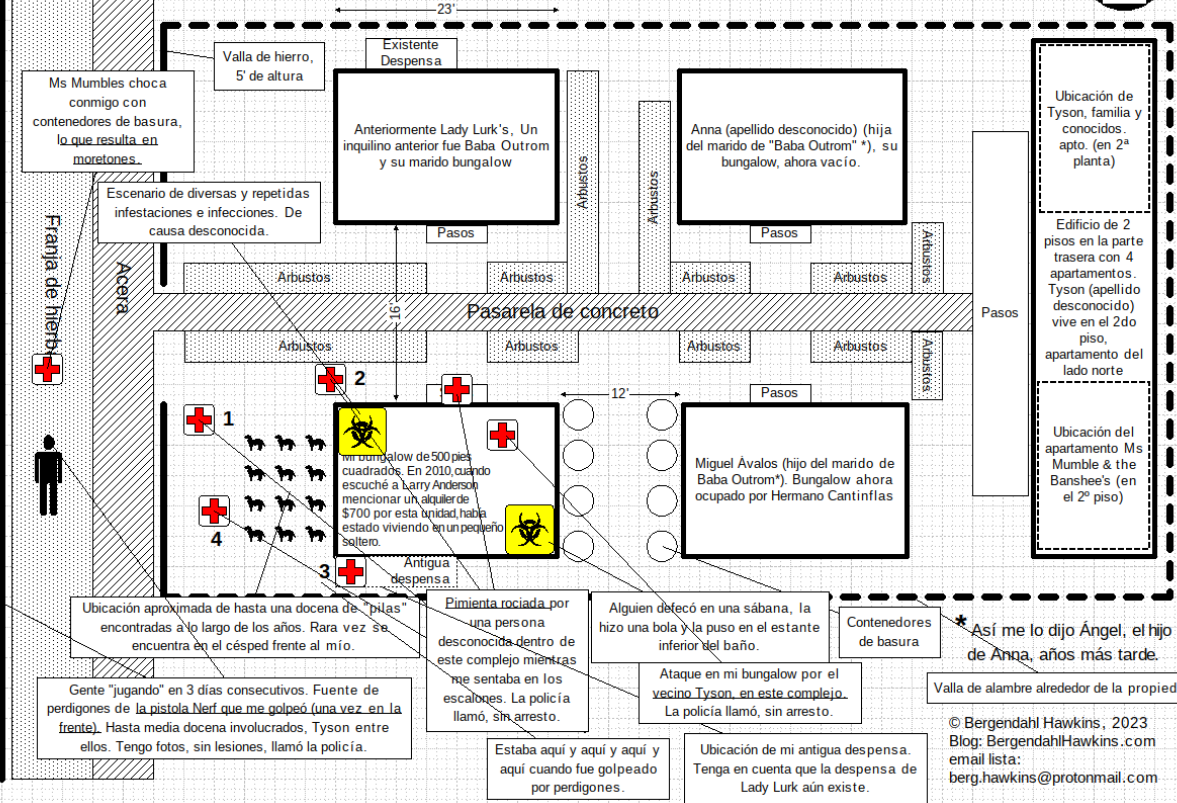 23'
Valla de hierro,
5' de altura
Existente
Despensa
Ms Mumbles choca
conmigo con
contenedores de basura,
lo que resulta en
moretones.
Anteriormente Lady Lurk's, Un
inquilino anterior fue Baba Outrom
y su marido bungalow
Arbustos
Arbustos
Anna (apellido desconocido) (hija
del marido de "Baba Outrom" *), su
bungalow, ahora vacío.
Ubicación de
Tyson, familia y
conocidos.
apto. (en 2ª
planta)
Escenario de diversas y repetidas
infestaciones e infecciones. De
causa desconocida.
Pasos
Pasos
Arbustos
Edificio de 2
pisos en la parte
trasera con 4
apartamentos.
Tyson (apellido
desconocido)
vive en el 2do
piso,
apartamento del
lado norte
Franja de hierb
Acera
Arbustos
Arbustos
Arbustos
Arbustos
16'
Pasarela de concreto
Pasos
Arbustos
Arbustos
Arbustos
Arbustos
Arbustos
2
12'
Pasos
1
Mi bungalow de 500 pies
cuadrados. En 2010, cuando
escuché a Larry Anderson
mencionar un alquiler de
$700 por esta unidad, había
estado viviendo en un pequeño
soltero.
Miguel Ávalos (hijo del marido de
Baba Outrom*). Bungalow ahora
ocupado por Hermano Cantinflas
Ubicación del
apartamento Ms
Mumble & the
Banshee's (en
el 2º piso)
4
3
Antigua
despensa
Ubicación aproximada de hasta una docena de "pilas"
encontradas a lo largo de los años. Rara vez se
encuentra en el césped frente al mío.
Pimienta rociada por
una persona
desconocida dentro de
este complejo mientras
me sentaba en los
escalones. La policía
llamó, sin arresto.
Alguien defecó en una sábana, la
hizo una bola y la puso en el estante
inferior del baño.
Contenedores
de basura
* Así me lo dijo Ángel, el hijo
de Anna, años más tarde.
Ataque en mi bungalow por el
vecino Tyson, en este complejo.
La policía llamó, sin arresto.
Valla de alambre alrededor de la propied
Gente "jugando" en 3 días consecutivos. Fuente de
perdigones de la pistola Nerf que me golpeó (una vez en la
frente). Hasta media docena involucrados, Tyson entre
ellos. Tengo fotos, sin lesiones, llamó la policía.
Estaba aquí y aquí y aquí y
aquí cuando fue golpeado
por perdigones.
Ubicación de mi antigua despensa.
Tenga en cuenta que la despensa de
Lady Lurk aún existe.
© Bergendahl Hawkins, 2023
Blog: BergendahlHawkins.com
email lista:
berg.hawkins@protonmail.com